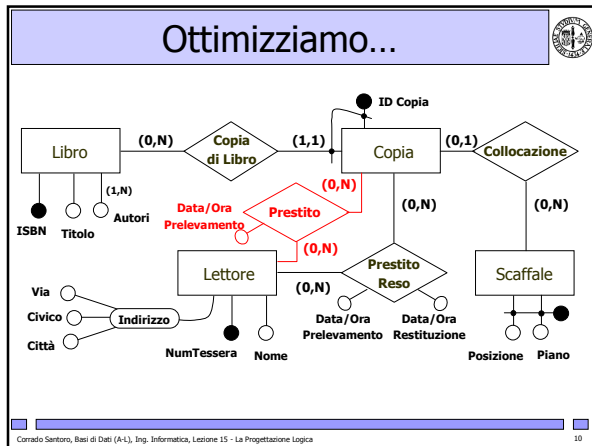 Ottimizziamo...
ID Copia
Libro
(0,N)
Copia
di Libro
(1,1)
Copia
(0,1)
Collocazione
ISBN
Titolo
(1,N)
Autori
Data/Ora
Prelevamento
Prestito
(0,N)
(0,N)
(0,N)
(0,N)
Lettore
(0,N)
Prestito
Reso
Scaffale
Via
Civico
Città
Indirizzo
NumTessera
Nome
Data/Ora
Prelevamento
Data/Ora
Restituzione
Posizione
Piano
Corrado Santoro, Basi di Dati (A-L), Ing. Informatica, Lezione 15 - La Progettazione Logica
10